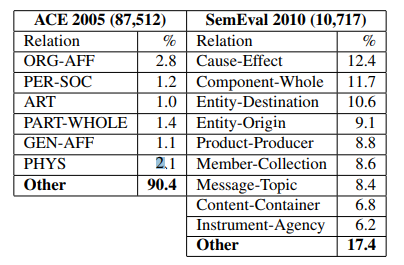 ACE 2005 (87,512) SemEval 2010 (10,717)
Relation % Relation %
ORG-AFF 2.8 Cause-Effect 12.4
PER-SOC 1.2 Component-Whole 11.7
ART 1.0 Entity-Destination 10.6
PART-WHOLE 1.4 Entity-Origin 9.1
GEN-AFF 1.1 Product-Producer 8.8
PHYS 2.1 Member-Collection 8.6
Other 90.4 Message-Topic 8.4
Content-Container 6.8
Instrument-Agency 6.2
Other 17.4